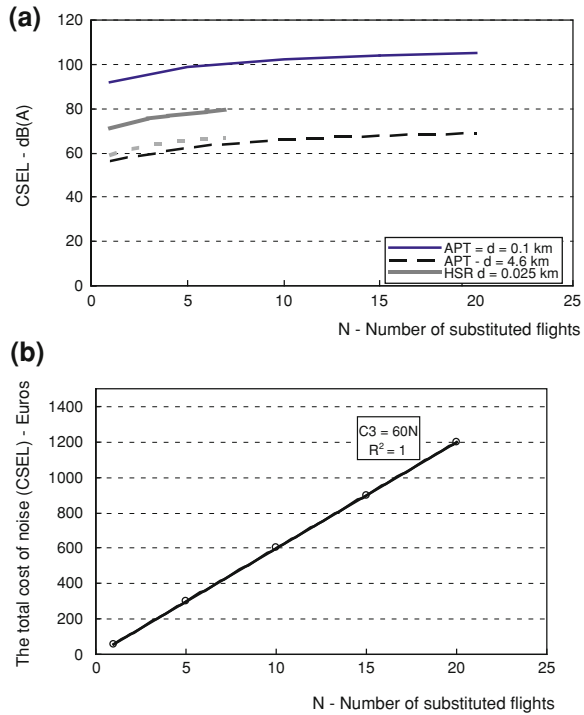 (a)
120
100
80
60
40
20
0
CSEL - dB(A)
APT = d = 0.1 km
APT - d = 4.6 km
HSR d = 0.025 km
0 5 10 15 20 25
N - Number of substituted flights
(b)
The total cost of noise (CSEL) - Euros
1400
1200
1000
800
600
400
200
0
C3 = 60N
R² = 1
0 5 10 15 20 25
N - Number of substituted flights